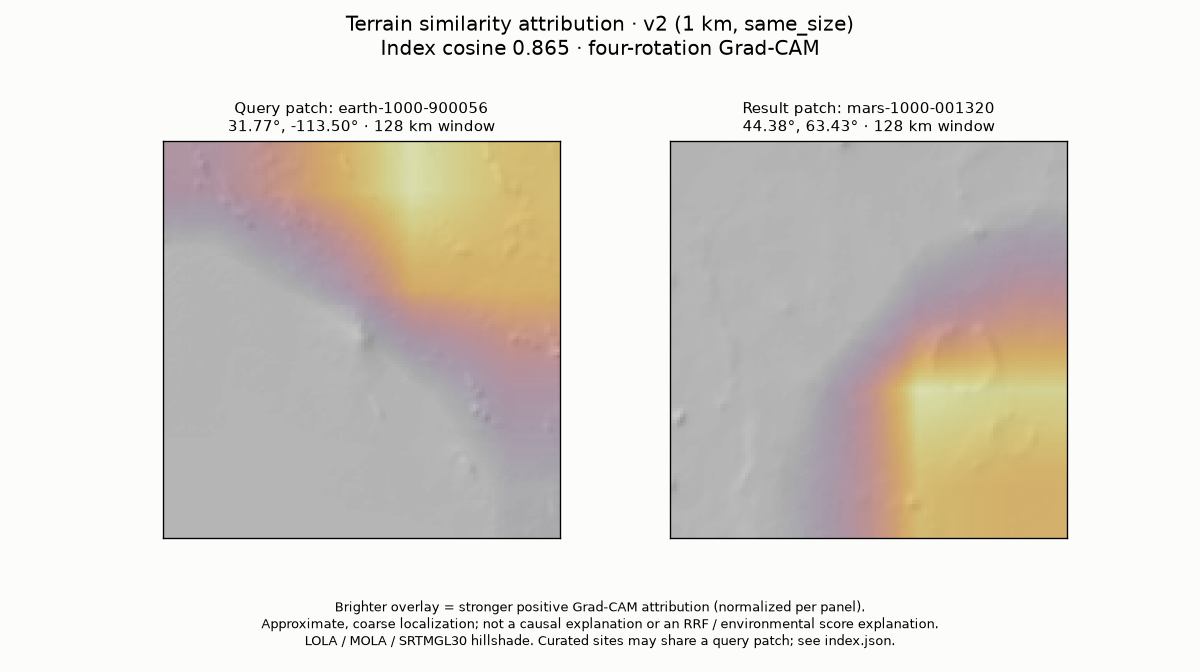 Terrain similarity attribution · v2 (1 km, same_size)
Index cosine 0.865 · four-rotation Grad-CAM
Query patch: earth-1000-900056
31.77°, -113.50° · 128 km window
Result patch: mars-1000-001320
44.38°, 63.43° · 128 km window
Brighter overlay = stronger positive Grad-CAM attribution (normalized per panel).
Approximate, coarse localization; not a causal explanation or an RRF / environmental score explanation.
LOLA / MOLA / SRTMGL30 hillshade. Curated sites may share a query patch; see index.json.